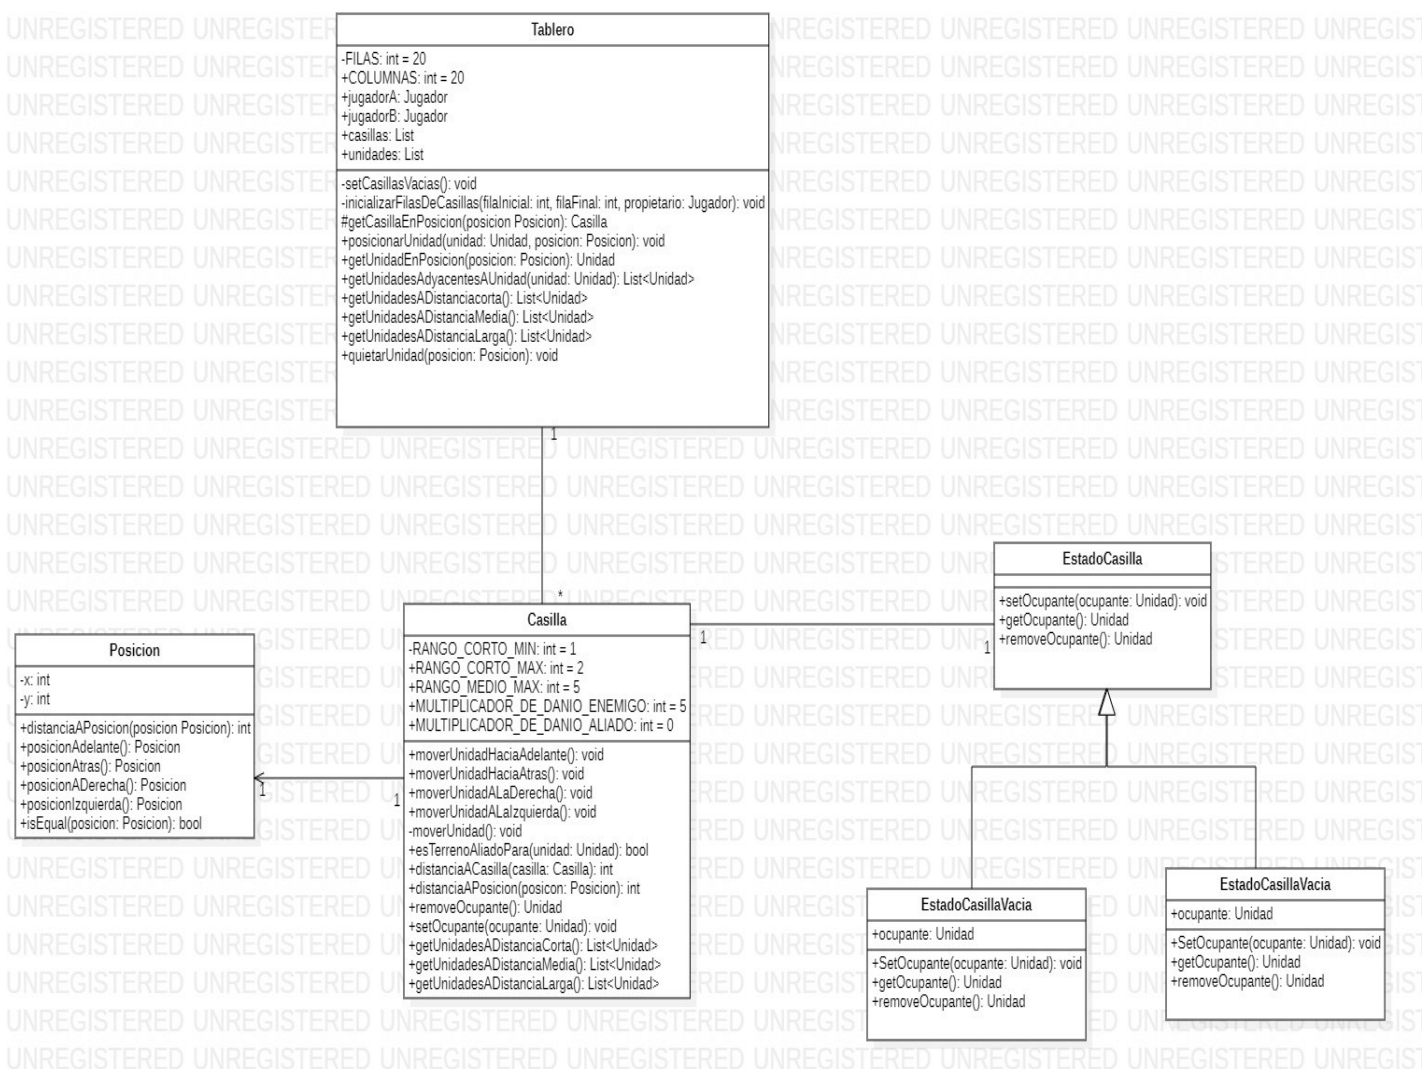 Tablero
-FILAS: int = 20
+COLUMNAS: int = 20
+jugadorA: Jugador
+jugadorB: Jugador
+casillas: List
+unidades: List
-setCasillasVacias(): void
-inicializarFilasDeCasillas(filaInicial: int, filaFinal: int, propietario: Jugador): void
#getCasillaEnPosicion(posicion Posicion): Casilla
+posicionarUnidad(unidad: Unidad, posicion: Posicion): void
+getUnidadEnPosicion(posicion: Posicion): Unidad
+getUnidadesAdyacentesAUnidad(unidad: Unidad): List<Unidad>
+getUnidadesADistanciacorta(): List<Unidad>
+getUnidadesADistanciaMedia(): List<Unidad>
+getUnidadesADistanciaLarga(): List<Unidad>
+quietarUnidad(posicion: Posicion): void
1
*
Casilla
-RANGO_CORTO_MIN: int = 1
+RANGO_CORTO_MAX: int = 2
+RANGO_MEDIO_MAX: int = 5
+MULTIPLICADOR_DE_DANIO_ENEMIGO: int = 5
+MULTIPLICADOR_DE_DANIO_ALIADO: int = 0
+moverUnidadHaciaAdelante(): void
+moverUnidadHaciaAtras(): void
+moverUnidadALaDerecha(): void
+moverUnidadALaIzquierda(): void
-moverUnidad(): void
+esTerrenoAliadoPara(unidad: Unidad): bool
+distanciaACasilla(casilla: Casilla): int
+distanciaAPosicion(posicon: Posicion): int
+removeOcupante(): Unidad
+setOcupante(ocupante: Unidad): void
+getUnidadesADistanciaCorta(): List<Unidad>
+getUnidadesADistanciaMedia(): List<Unidad>
+getUnidadesADistanciaLarga(): List<Unidad>
1
1
Posicion
-x: int
-y: int
+distanciaAPosicion(posicion Posicion): int
+posicionAdelante(): Posicion
+posicionAtras(): Posicion
+posicionADerecha(): Posicion
+posicionIzquierda(): Posicion
+isEqual(posicion: Posicion): bool
1
1
EstadoCasilla
+setOcupante(ocupante: Unidad): void
+getOcupante(): Unidad
+removeOcupante(): Unidad
EstadoCasillaVacia
+ocupante: Unidad
+SetOcupante(ocupante: Unidad): void
+getOcupante(): Unidad
+removeOcupante(): Unidad
EstadoCasillaVacia
+ocupante: Unidad
+SetOcupante(ocupante: Unidad): void
+getOcupante(): Unidad
+removeOcupante(): Unidad
UNREGISTERED